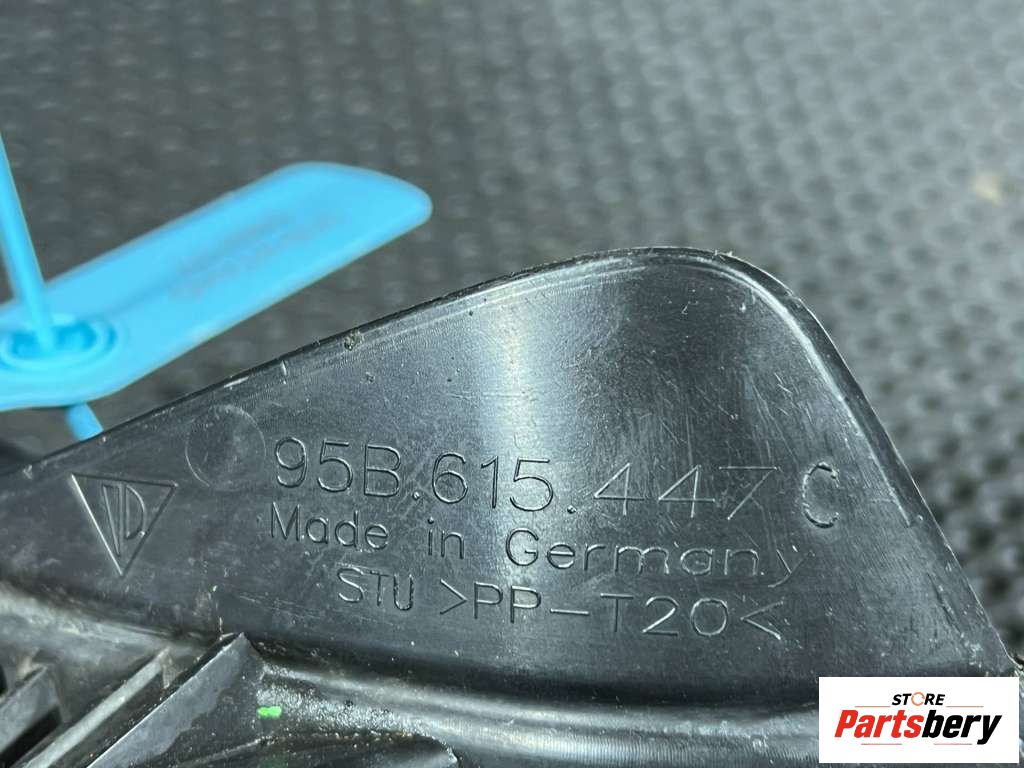 95B.615.447 C
Made in Germany
STU >PP-T20<
STORE
Partsbery